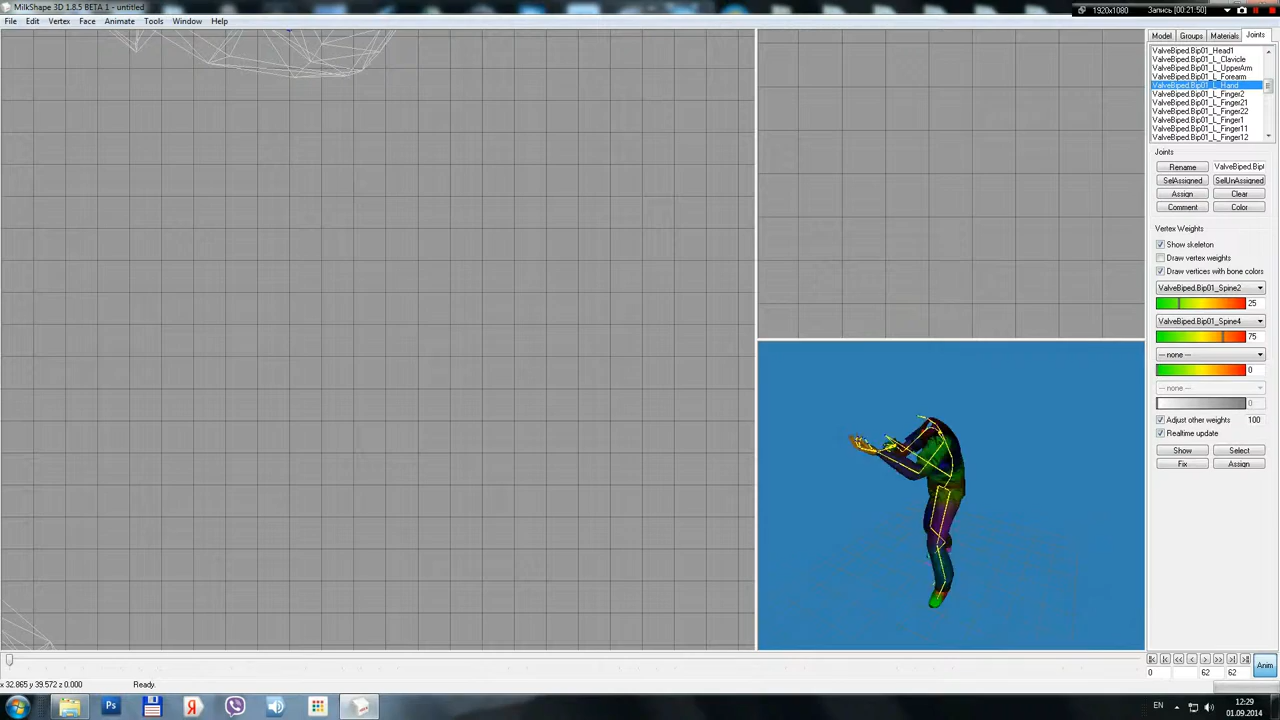 MilkShape 3D 1.8.5 BETA 1 - untitled
1920x1080
Запись [00:21:50]
File Edit Vertex Face Animate Tools Window Help
Model Groups Materials Joints
ValveBiped.Bip01_Head1
ValveBiped.Bip01_L_Clavicle
ValveBiped.Bip01_L_UpperArm
ValveBiped.Bip01_L_Forearm
ValveBiped.Bip01_L_Hand
ValveBiped.Bip01_L_Finger2
ValveBiped.Bip01_L_Finger21
ValveBiped.Bip01_L_Finger22
ValveBiped.Bip01_L_Finger1
ValveBiped.Bip01_L_Finger11
ValveBiped.Bip01_L_Finger12
Joints
Rename ValveBiped.Bip
SelAssigned SelUnAssigned
Assign Clear
Comment Color
Vertex Weights
Show skeleton
Draw vertex weights
Draw vertices with bone colors
ValveBiped.Bip01_Spine2
25
ValveBiped.Bip01_Spine4
75
--- none ---
0
--- none ---
0
Adjust other weights 100
Realtime update
Show Select
Fix Assign
0 62 62 Anim
x 32.865 y 39.572 z 0.000 Ready.
EN
12:29
01.09.2014